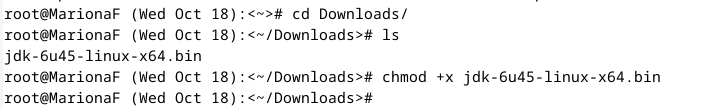 root@MarionaF (Wed Oct 18):<~># cd Downloads/
root@MarionaF (Wed Oct 18):<~/Downloads># ls
jdk-6u45-linux-x64.bin
root@MarionaF (Wed Oct 18):<~/Downloads># chmod +x jdk-6u45-linux-x64.bin
root@MarionaF (Wed Oct 18):<~/Downloads>#